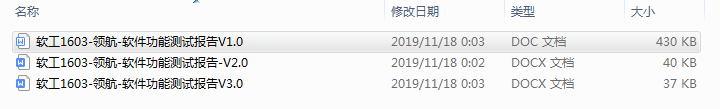 名称 修改日期 类型 大小
软工1603-领航-软件功能测试报告V1.0 2019/11/18 0:03 DOC 文档 430 KB
软工1603-领航-软件功能测试报告-V2.0 2019/11/18 0:02 DOCX 文档 40 KB
软工1603-领航-软件功能测试报告V3.0 2019/11/18 0:03 DOCX 文档 37 KB